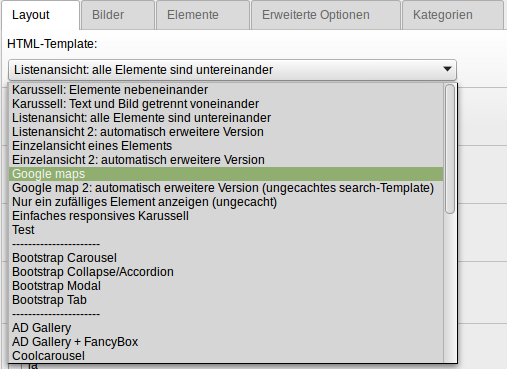 Layout
Bilder
Elemente
Erweiterte Optionen
Kategorien
HTML-Template:
Listenansicht: alle Elemente sind untereinander
Karussell: Elemente nebeneinander
Karussell: Text und Bild getrennt voneinander
Listenansicht: alle Elemente sind untereinander
Listenansicht 2: automatisch erweitere Version
Einzelansicht eines Elements
Einzelansicht 2: automatisch erweitere Version
Google maps
Google map 2: automatisch erweitere Version (ungecachtes search-Template)
Nur ein zufälliges Element anzeigen (ungecacht)
Einfaches responsives Karussell
Test
----------------------
Bootstrap Carousel
Bootstrap Collapse/Accordion
Bootstrap Modal
Bootstrap Tab
----------------------
AD Gallery
AD Gallery + FancyBox
Coolcarousel